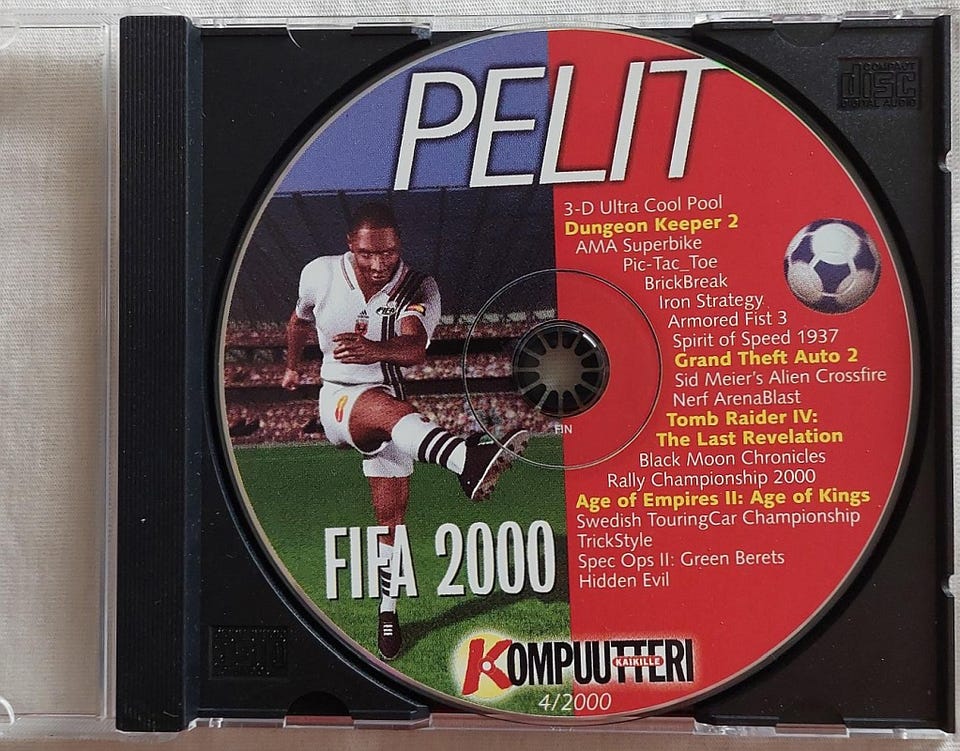 PELIT
COMPACT
disc
DIGITAL AUDIO
3-D Ultra Cool Pool
Dungeon Keeper 2
AMA Superbike
Pic-Tac_Toe
BrickBreak
Iron Strategy
Armored Fist 3
Spirit of Speed 1937
Grand Theft Auto 2
Sid Meier's Alien Crossfire
Nerf ArenaBlast
Tomb Raider IV:
The Last Revelation
Black Moon Chronicles
Rally Championship 2000
Age of Empires II: Age of Kings
Swedish TouringCar Championship
TrickStyle
Spec Ops II: Green Berets
Hidden Evil
FIN
FIFA 2000
KOMPUUTTERI
KAIKILLE
4/2000